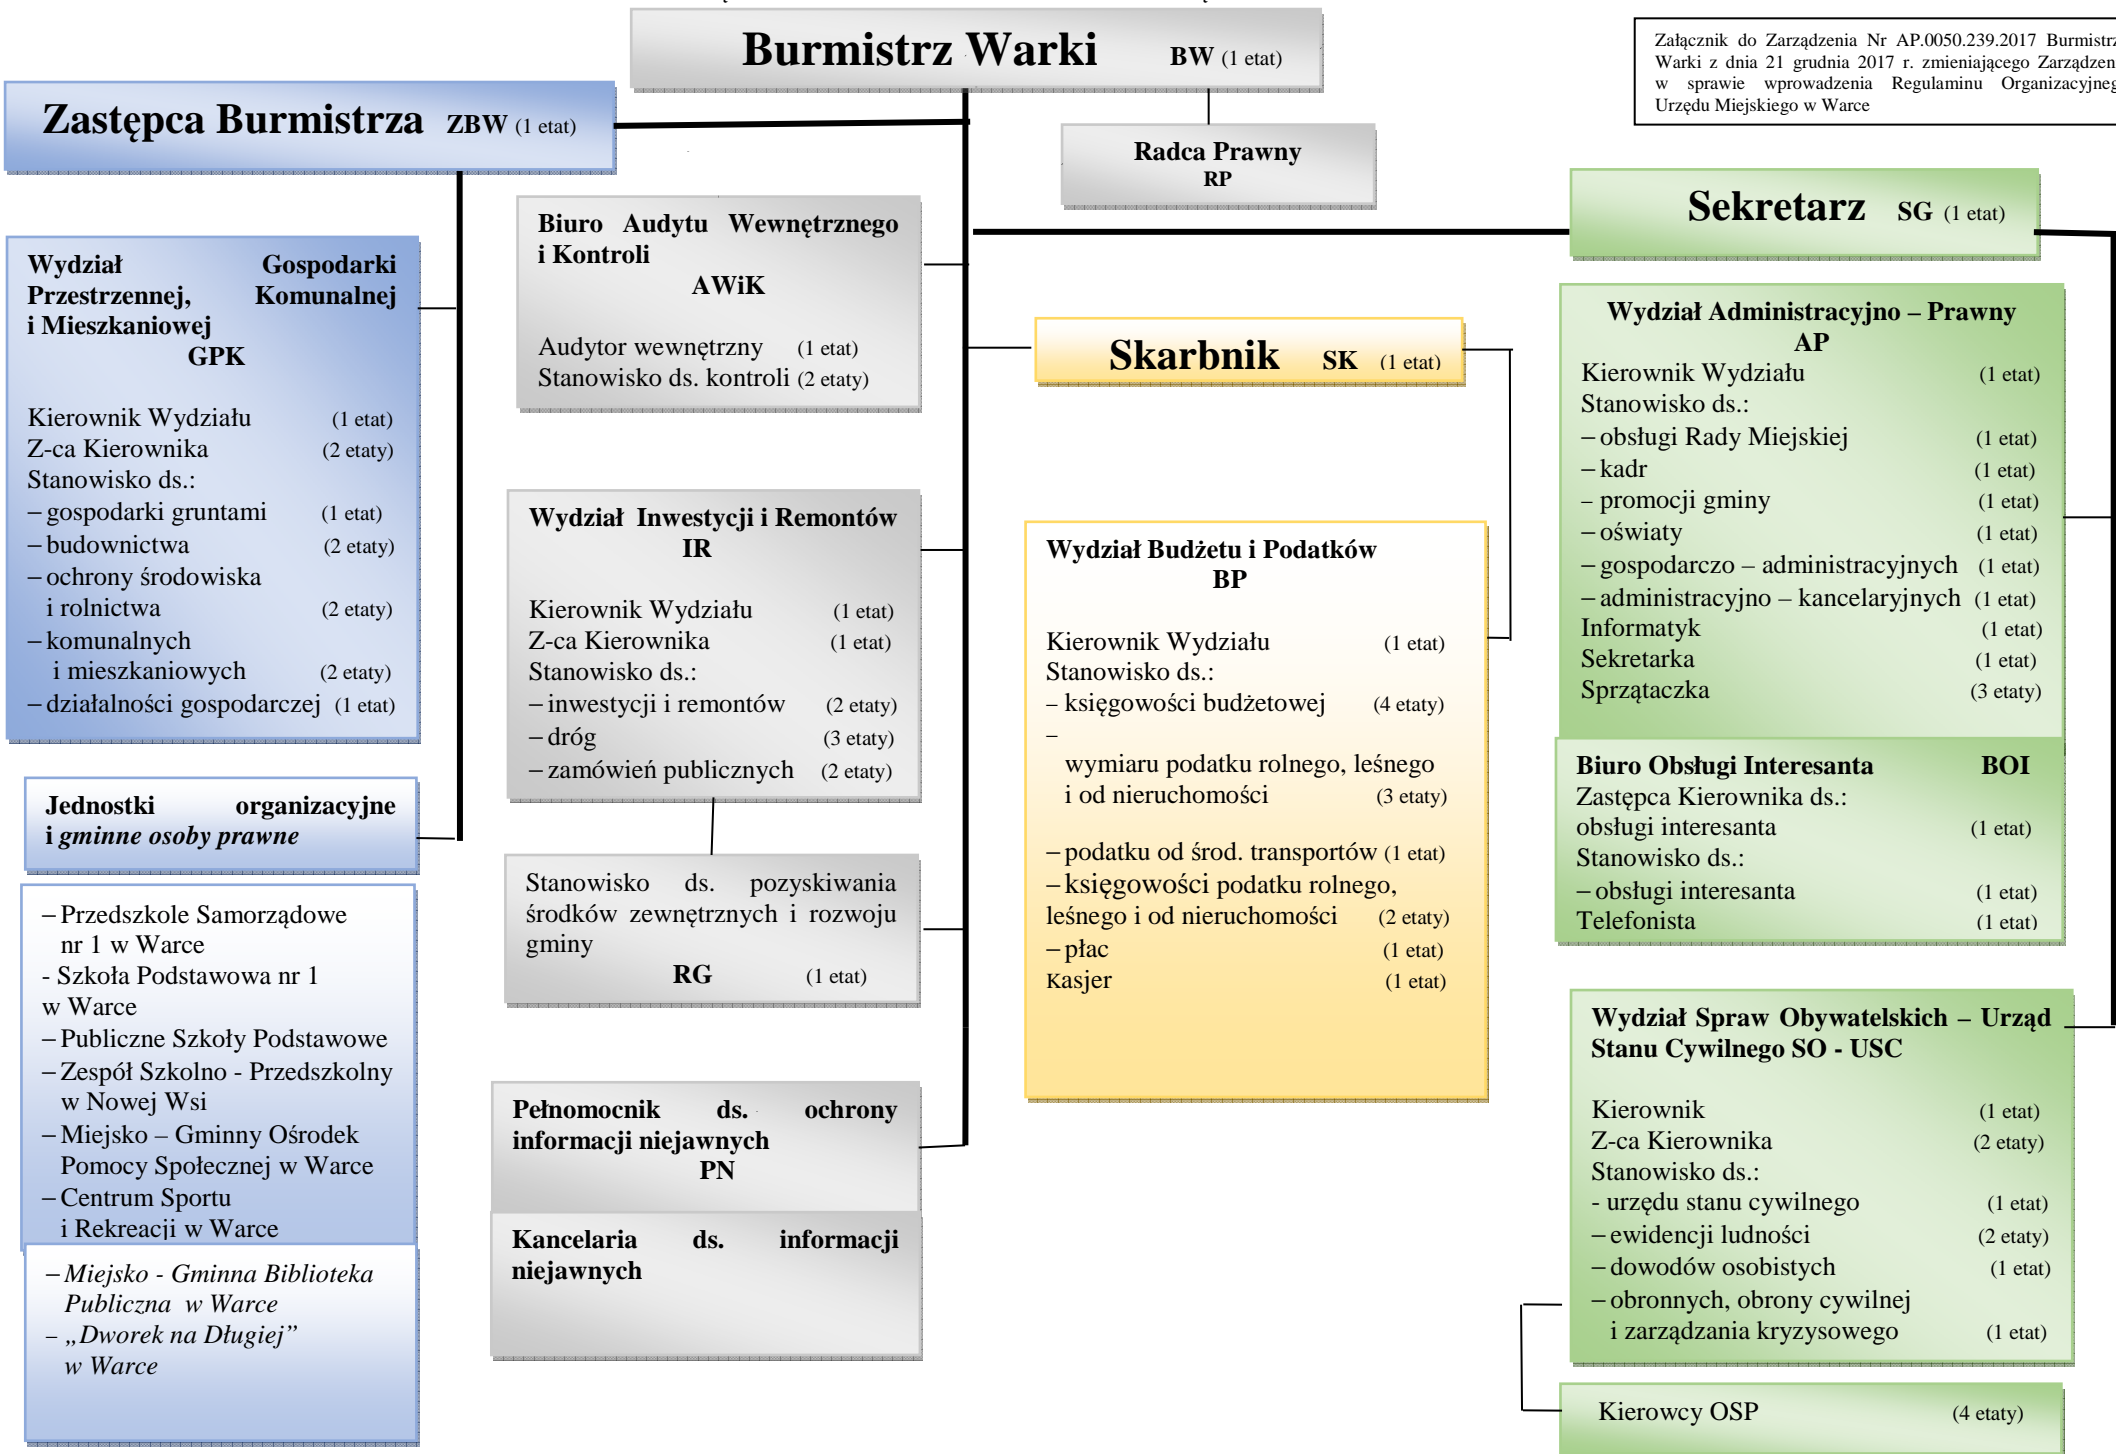 Burmistrz Warki BW (1 etat)
Załącznik do Zarządzenia Nr AP.0050.239.2017
Warki z dnia 21 grudnia 2017 r. zmieniającego
w sprawie wprowadzenia Regulaminu
Urzędu Miejskiego w Warce
Zastępca Burmistrza ZBW (1 etat)
Radca Prawny
RP
Sekretarz SG (1 etat)
Wydział Gospodarki
Przestrzennej, Komunalnej
i Mieszkaniowej
GPK
Kierownik Wydziału (1 etat)
Z-ca Kierownika (2 etaty)
Stanowisko ds.:
– gospodarki gruntami (1 etat)
– budownictwa (2 etaty)
– ochrony środowiska
i rolnictwa (2 etaty)
– komunalnych
i mieszkaniowych (2 etaty)
– działalności gospodarczej (1 etat)
Jednostki organizacyjne
i gminne osoby prawne
– Przedszkole Samorządowe
nr 1 w Warce
- Szkoła Podstawowa nr 1
w Warce
– Publiczne Szkoły Podstawowe
– Zespół Szkolno - Przedszkolny
w Nowej Wsi
– Miejsko – Gminny Ośrodek
Pomocy Społecznej w Warce
– Centrum Sportu
i Rekreacji w Warce
– Miejsko - Gminna Biblioteka
Publiczna w Warce
– „Dworek na Długiej”
w Warce
Biuro Audytu Wewnętrznego
i Kontroli
AWiK
Audytor wewnętrzny (1 etat)
Stanowisko ds. kontroli (2 etaty)
Wydział Inwestycji i Remontów
IR
Kierownik Wydziału (1 etat)
Z-ca Kierownika (1 etat)
Stanowisko ds.:
– inwestycji i remontów (2 etaty)
– dróg (3 etaty)
– zamówień publicznych (2 etaty)
Stanowisko ds. pozyskiwania
środków zewnętrznych i rozwoju
gminy
RG (1 etat)
Pełnomocnik ds. ochrony
informacji niejawnych
PN
Kancelaria ds. informacji
niejawnych
Skarbnik SK (1 etat)
Wydział Budżetu i Podatków
BP
Kierownik Wydziału (1 etat)
Stanowisko ds.:
– księgowości budżetowej (4 etaty)
–
wymiaru podatku rolnego, leśnego
i od nieruchomości (3 etaty)
– podatku od środ. transportów (1 etat)
– księgowości podatku rolnego,
leśnego i od nieruchomości (2 etaty)
– płac (1 etat)
Kasjer (1 etat)
Wydział Administracyjno – Prawny
AP
Kierownik Wydziału (1 etat)
Stanowisko ds.:
– obsługi Rady Miejskiej (1 etat)
– kadr (1 etat)
– promocji gminy (1 etat)
– oświaty (1 etat)
– gospodarczo – administracyjnych (1 etat)
– administracyjno – kancelaryjnych (1 etat)
Informatyk (1 etat)
Sekretarka (1 etat)
Sprzątaczka (3 etaty)
Biuro Obsługi Interesanta BOI
Zastępca Kierownika ds.:
obsługi interesanta (1 etat)
Stanowisko ds.:
– obsługi interesanta (1 etat)
Telefonista (1 etat)
Wydział Spraw Obywatelskich – Urząd
Stanu Cywilnego SO - USC
Kierownik (1 etat)
Z-ca Kierownika (2 etaty)
Stanowisko ds.:
- urzędu stanu cywilnego (1 etat)
– ewidencji ludności (2 etaty)
– dowodów osobistych (1 etat)
– obronnych, obrony cywilnej
i zarządzania kryzysowego (1 etat)
Kierowcy OSP (4 etaty)